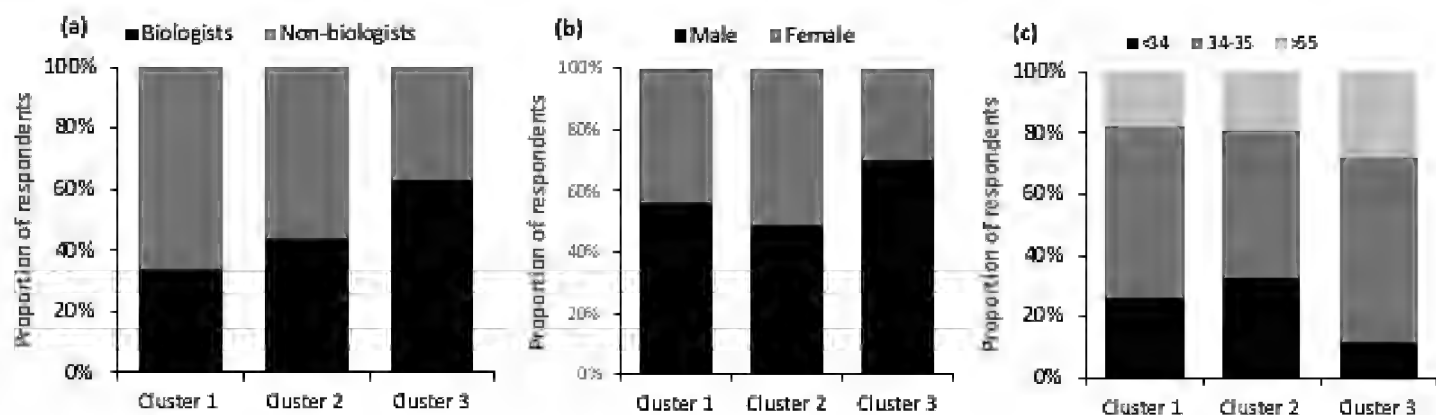 (a)
Biologists Non-biologists
Proportion of respondents
100%
80%
60%
40%
20%
0%
Cluster 1 Cluster 2 Cluster 3
(b)
Male Female
Proportion of respondents
100%
80%
60%
40%
20%
0%
Cluster 1 Cluster 2 Cluster 3
(c)
<34 34-35 >55
Proportion of respondents
100%
80%
60%
40%
20%
0%
Cluster 1 Cluster 2 Cluster 3